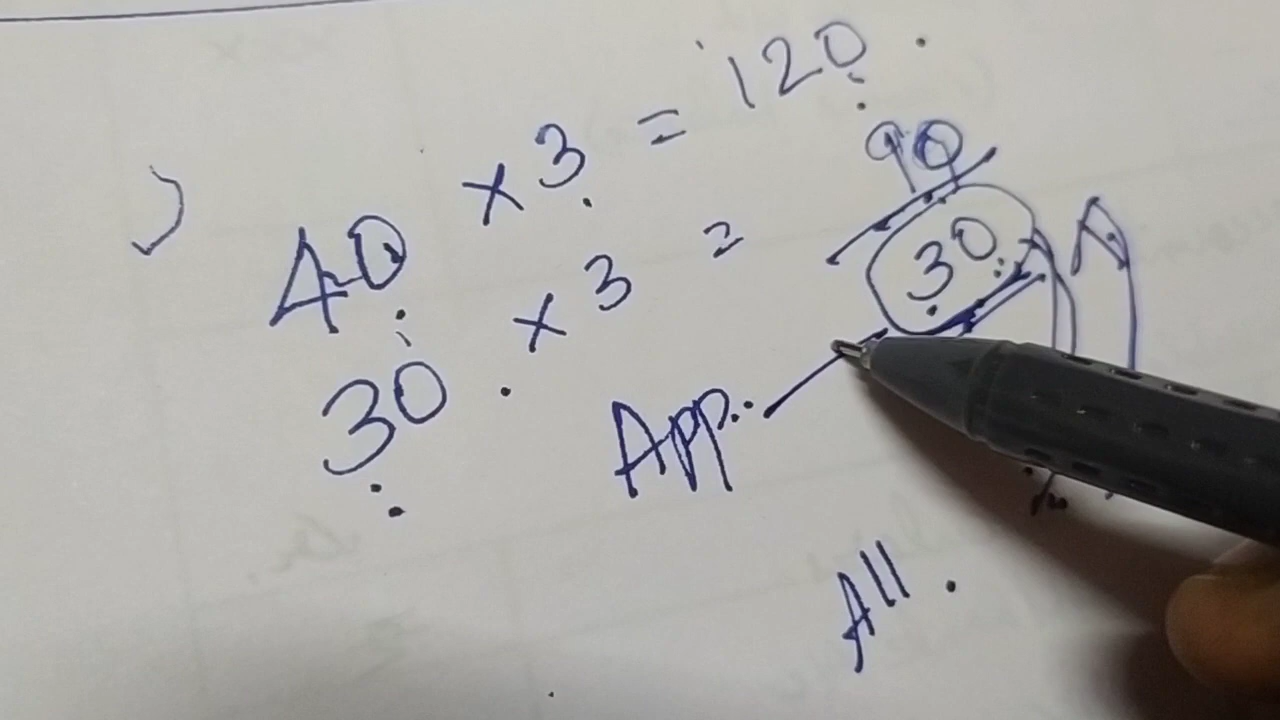 40 × 3 = 120.
30 × 3 = 90
30
App..
All.